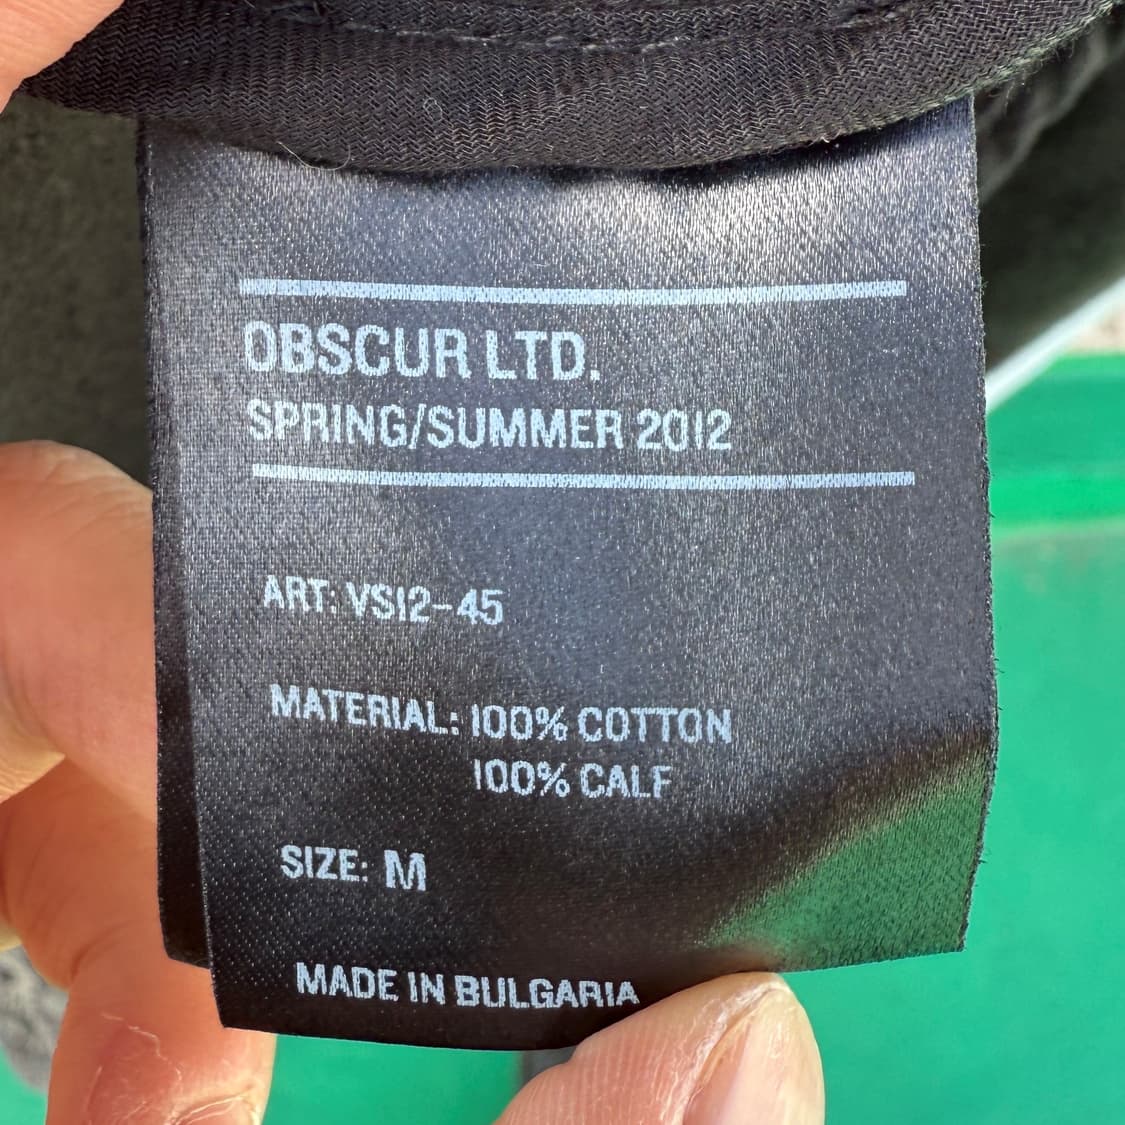 OBSCUR LTD.
SPRING/SUMMER 2012
ART: VS12-45
MATERIAL: 100% COTTON
100% CALF
SIZE: M
MADE IN BULGARIA